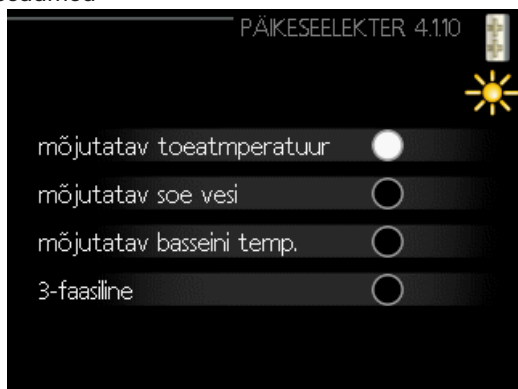 PÄIKESEELEKTER 4.1.10
mõjutatav toeatmperatuur
mõjutatav soe vesi
mõjutatav basseini temp.
3-faasiline